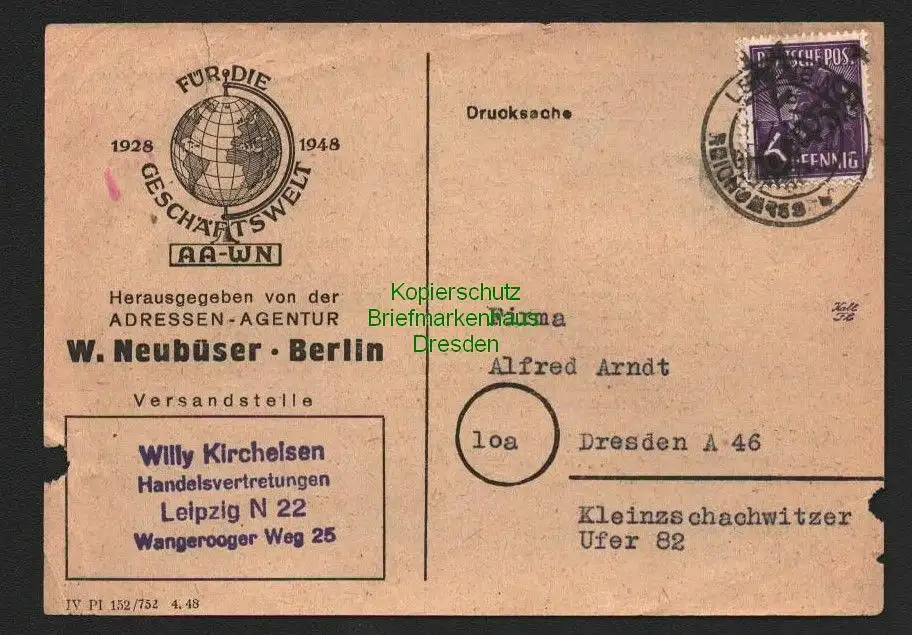 FÜR DIE
1928 1948
GESCHÄFTSWELT
AA-WN
Herausgegeben von der
ADRESSEN-AGENTUR
W. Neubüser · Berlin
Versandstelle
Willy Kircheisen
Handelsvertretungen
Leipzig N 22
Wangerooger Weg 25
IV PI 152/752 4. 48
Drucksache
DEUTSCHE POST
6 PFENNIG
Kopierschutz
Briefmarkenhaus
Dresden
Firma
Alfred Arndt
10a
Dresden A 46
Kleinzschachwitzer
Ufer 82